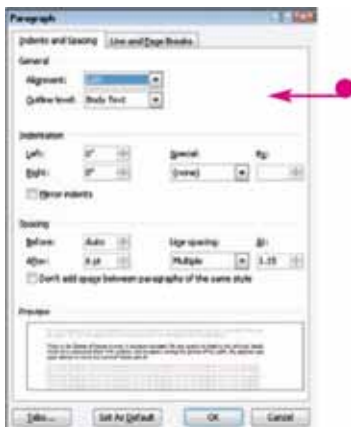 Paragraph
Indents and Spacing Line and Page Breaks
General
Alignment: Left
Outline level: Body Text
Indentation
Left: 0" Special: By:
Right: 0" (none)
Mirror indents
Spacing
Before: Auto Line spacing: At:
After: 8 pt Multiple 1.15
Don't add space between paragraphs of the same style
Preview
Tabs... Set As Default OK Cancel